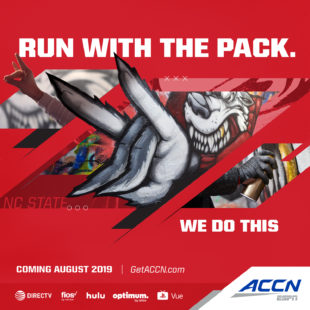 RUN WITH THE PACK.
NC STATE
WE DO THIS
COMING AUGUST 2019 | GetACCN.com
DIRECTV fios hulu optimum. Vue
ACCN
ESPN